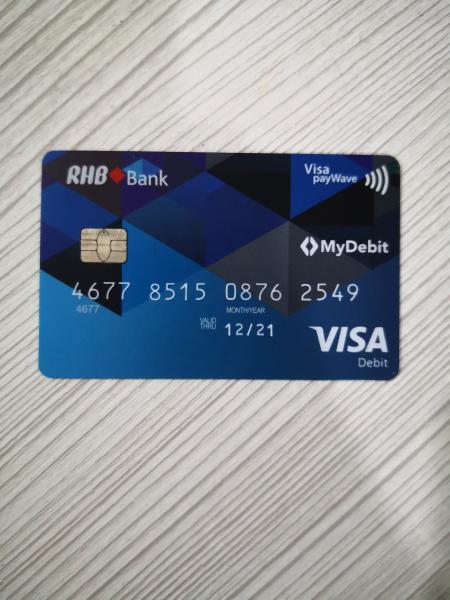 RHB Bank
Visa
payWave
MyDebit
4677 8515 0876 2549
4677
MONTH/YEAR
VALID
THRU
12/21
VISA
Debit